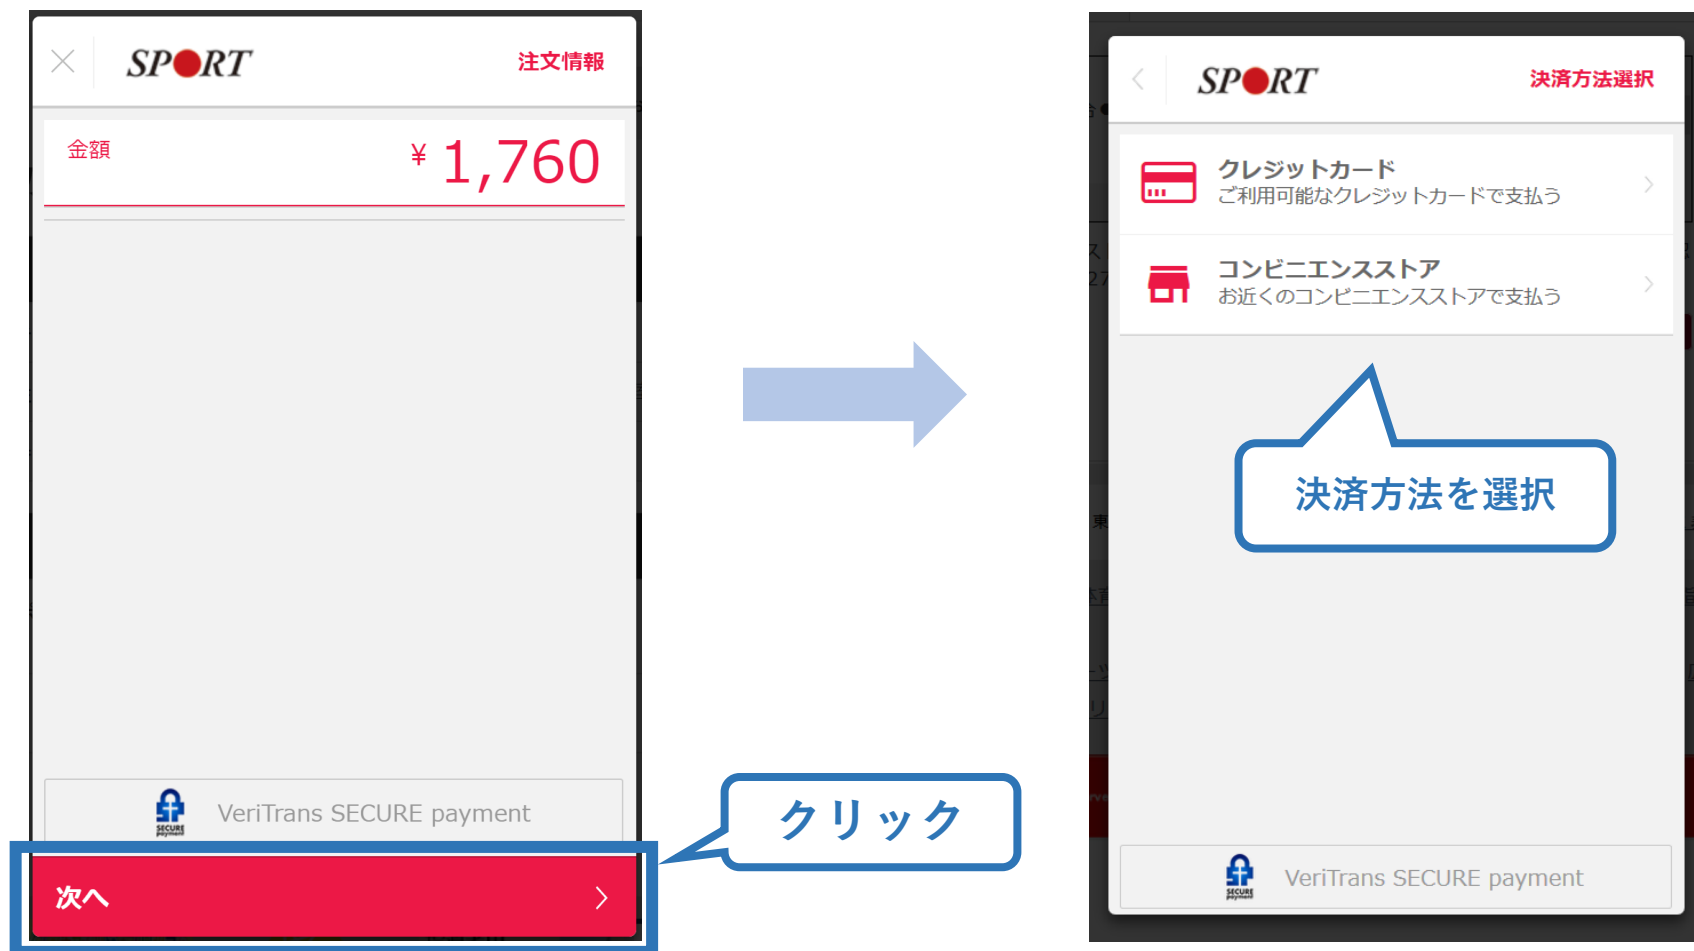 SPORT
注文情報
金額
¥ 1,760
SECURE
payment
VeriTrans SECURE payment
次へ
クリック
SPORT
決済方法選択
クレジットカード
ご利用可能なクレジットカードで支払う
コンビニエンスストア
お近くのコンビニエンスストアで支払う
決済方法を選択
SECURE
payment
VeriTrans SECURE payment